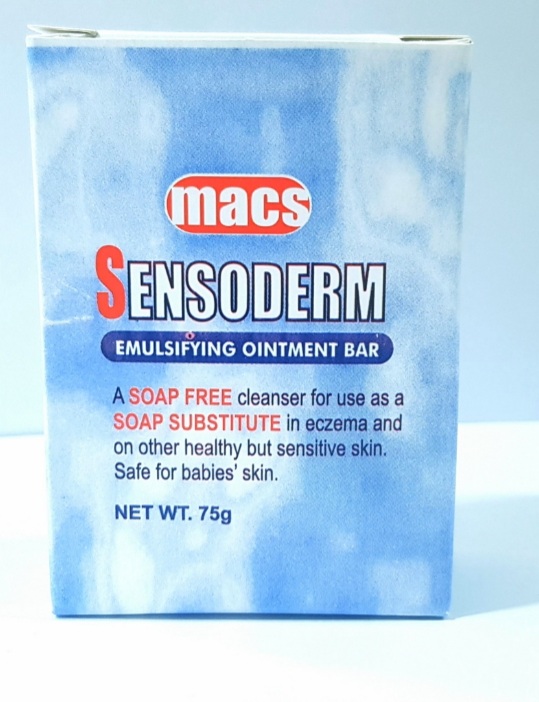 macs
SENSODERM
EMULSIFYING OINTMENT BAR
A SOAP FREE cleanser for use as a
SOAP SUBSTITUTE in eczema and
on other healthy but sensitive skin.
Safe for babies' skin.
NET WT. 75g